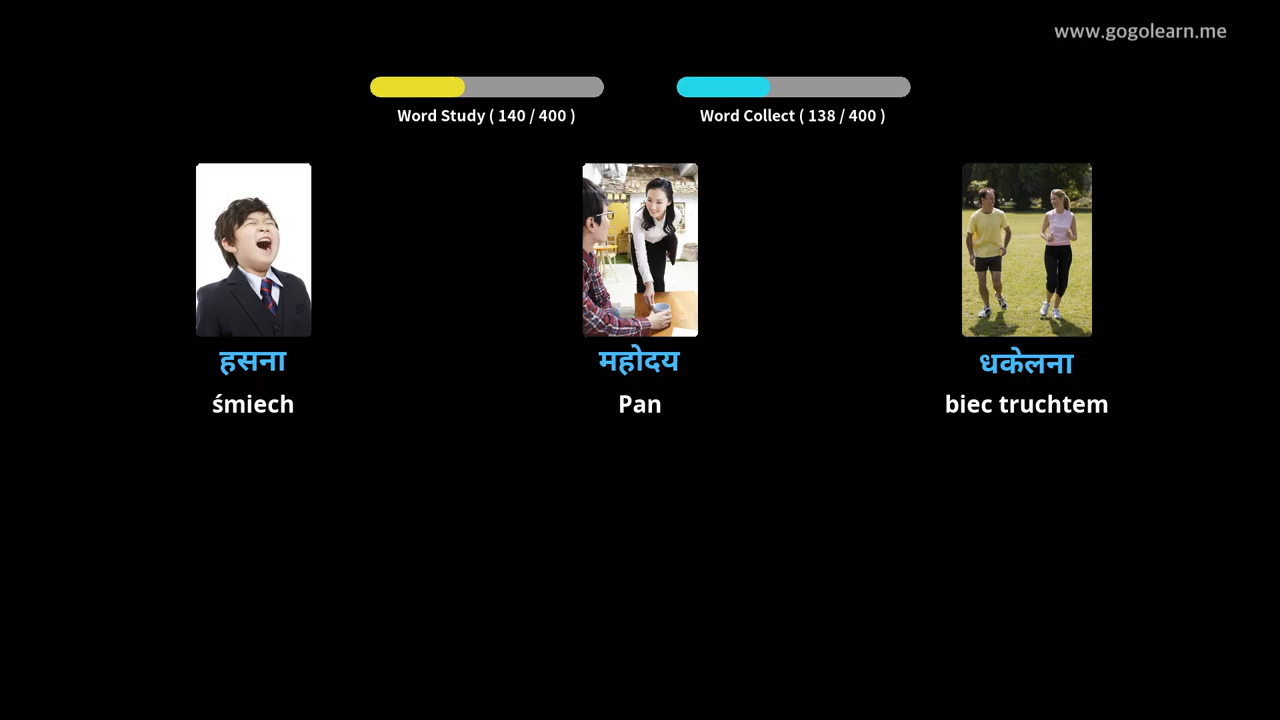 www.gogolearn.me
Word Study ( 140 / 400 )
Word Collect ( 138 / 400 )
हसना
महोदय
धकेलना
śmiech
Pan
biec truchtem